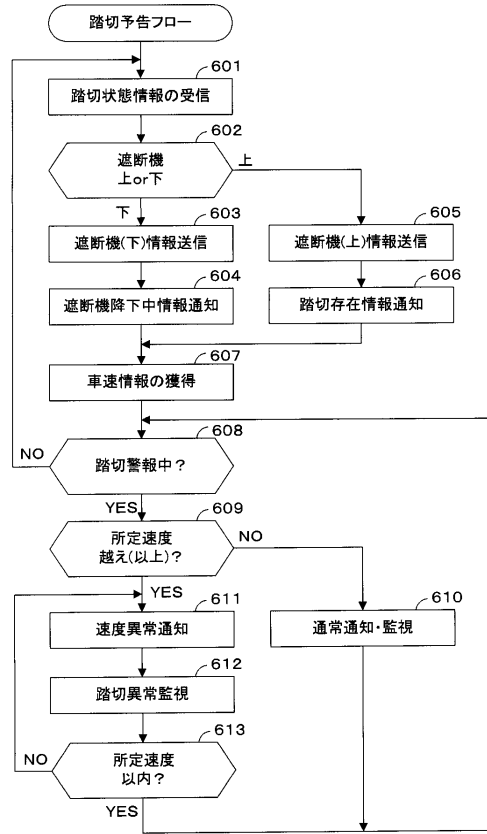 踏切予告フロー
601
踏切状態情報の受信
602
遮断機
上or下
上
下
603
遮断機(下)情報送信
605
遮断機(上)情報送信
604
遮断機降下中情報通知
606
踏切存在情報通知
607
車速情報の獲得
608
踏切警報中？
NO
YES
609
所定速度
越え(以上)？
NO
YES
611
速度異常通知
610
通常通知・監視
612
踏切異常監視
613
所定速度
以内？
NO
YES